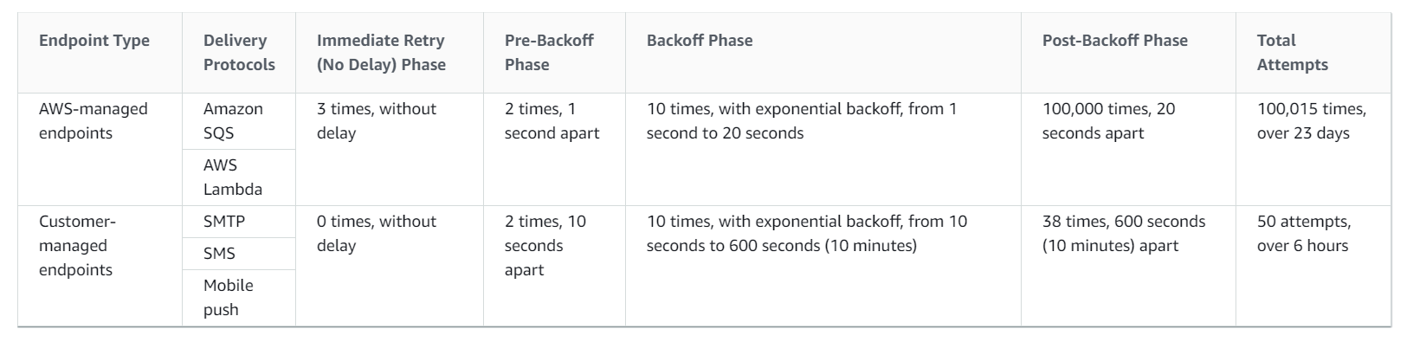 Endpoint Type
Delivery
Protocols
Immediate Retry
(No Delay) Phase
Pre-Backoff
Phase
Backoff Phase
Post-Backoff Phase
Total
Attempts
AWS-managed
endpoints
Amazon
SQS
AWS
Lambda
3 times, without
delay
2 times, 1
second apart
10 times, with exponential backoff, from 1
second to 20 seconds
100,000 times, 20
seconds apart
100,015 times,
over 23 days
Customer-
managed
endpoints
SMTP
SMS
Mobile
push
0 times, without
delay
2 times, 10
seconds
apart
10 times, with exponential backoff, from 10
seconds to 600 seconds (10 minutes)
38 times, 600 seconds
(10 minutes) apart
50 attempts,
over 6 hours